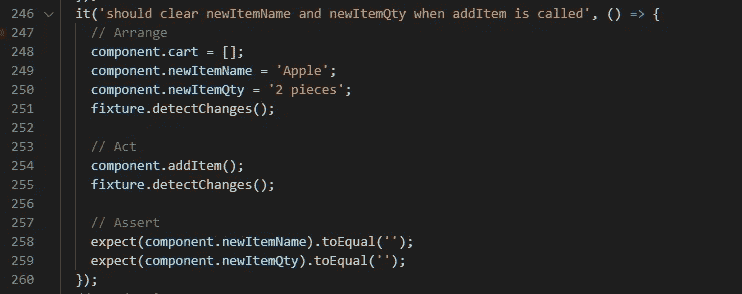 246 it('should clear newItemName and newItemQty when addItem is called', () => {
247 // Arrange
248 component.cart = [];
249 component.newItemName = 'Apple';
250 component.newItemQty = '2 pieces';
251 fixture.detectChanges();
252
253 // Act
254 component.addItem();
255 fixture.detectChanges();
256
257 // Assert
258 expect(component.newItemName).toEqual('');
259 expect(component.newItemQty).toEqual('');
260 });